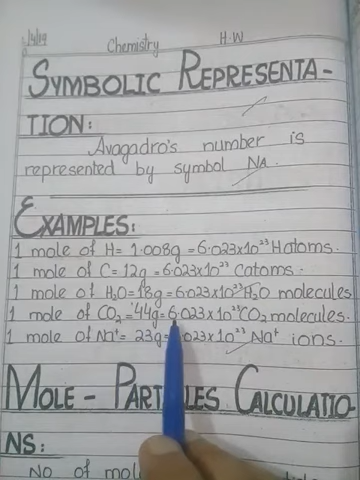 Chemistry H.W
SYMBOLIC REPRESENTA-
TION:
Avagadro's number is
represented by symbol NA.
EXAMPLES:
1 mole of H = 1.008g = 6.023x10²³ H atoms.
1 mole of C = 12g = 6.023x10²³ C atoms.
1 mole of H₂O = 18g = 6.023x10²³ H₂O molecules
1 mole of CO₂ = 44g = 6.023x10²³ CO₂ molecules.
1 mole of Na⁺ = 23g = .023x10²³ Na⁺ ions.
MOLE - PARTICLES CALCULATIO-
NS:
No of mol